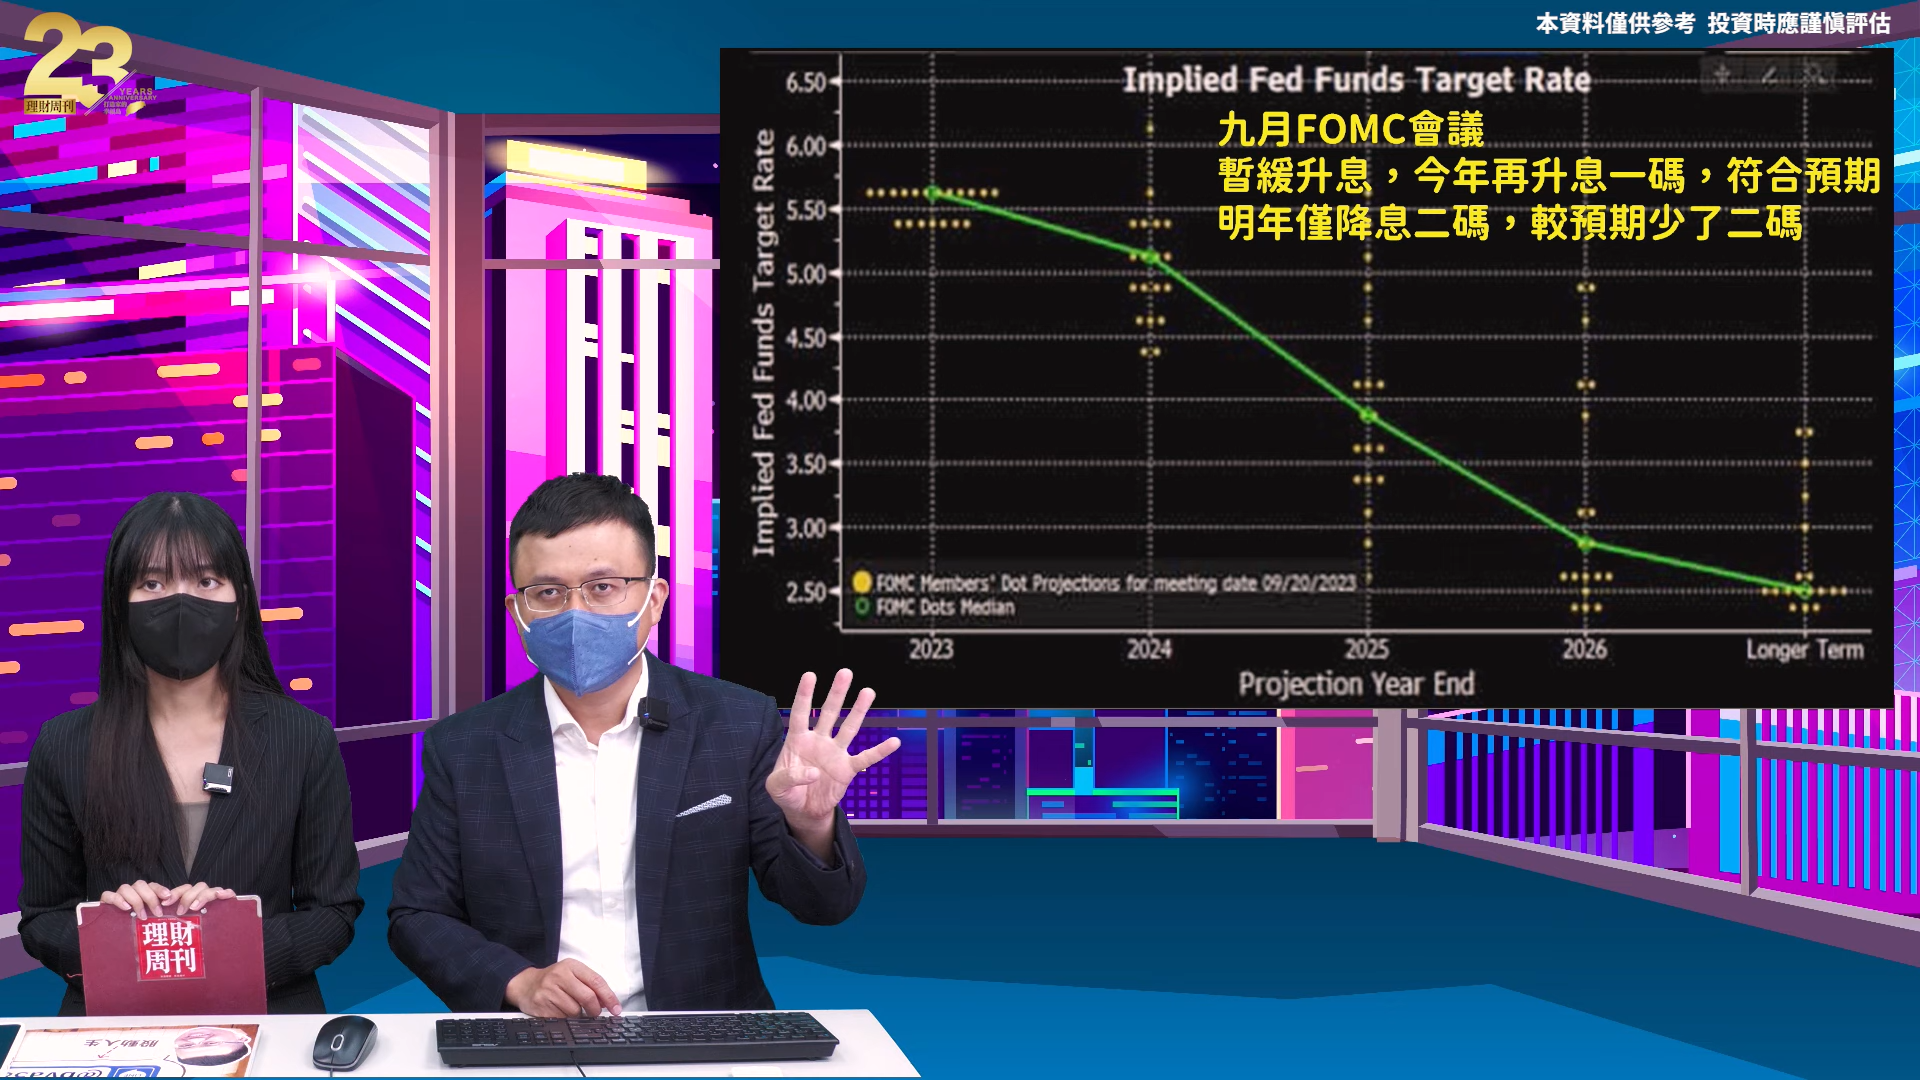 本資料僅供參考 投資時應謹慎評估
23
YEARS
ANNIVERSARY
理財周刊
Implied Fed Funds Target Rate
九月FOMC會議
暫緩升息，今年再升息一碼，符合預期
明年僅降息二碼，較預期少了二碼
Implied Fed Funds Target Rate
6.50
6.00
5.50
5.00
4.50
4.00
3.50
3.00
2.50
FOMC Members' Dot Projections for meeting date 09/20/2023
FOMC Dots Median
2023
2024
2025
2026
Longer Term
Projection Year End
理財
周刊
股動人生